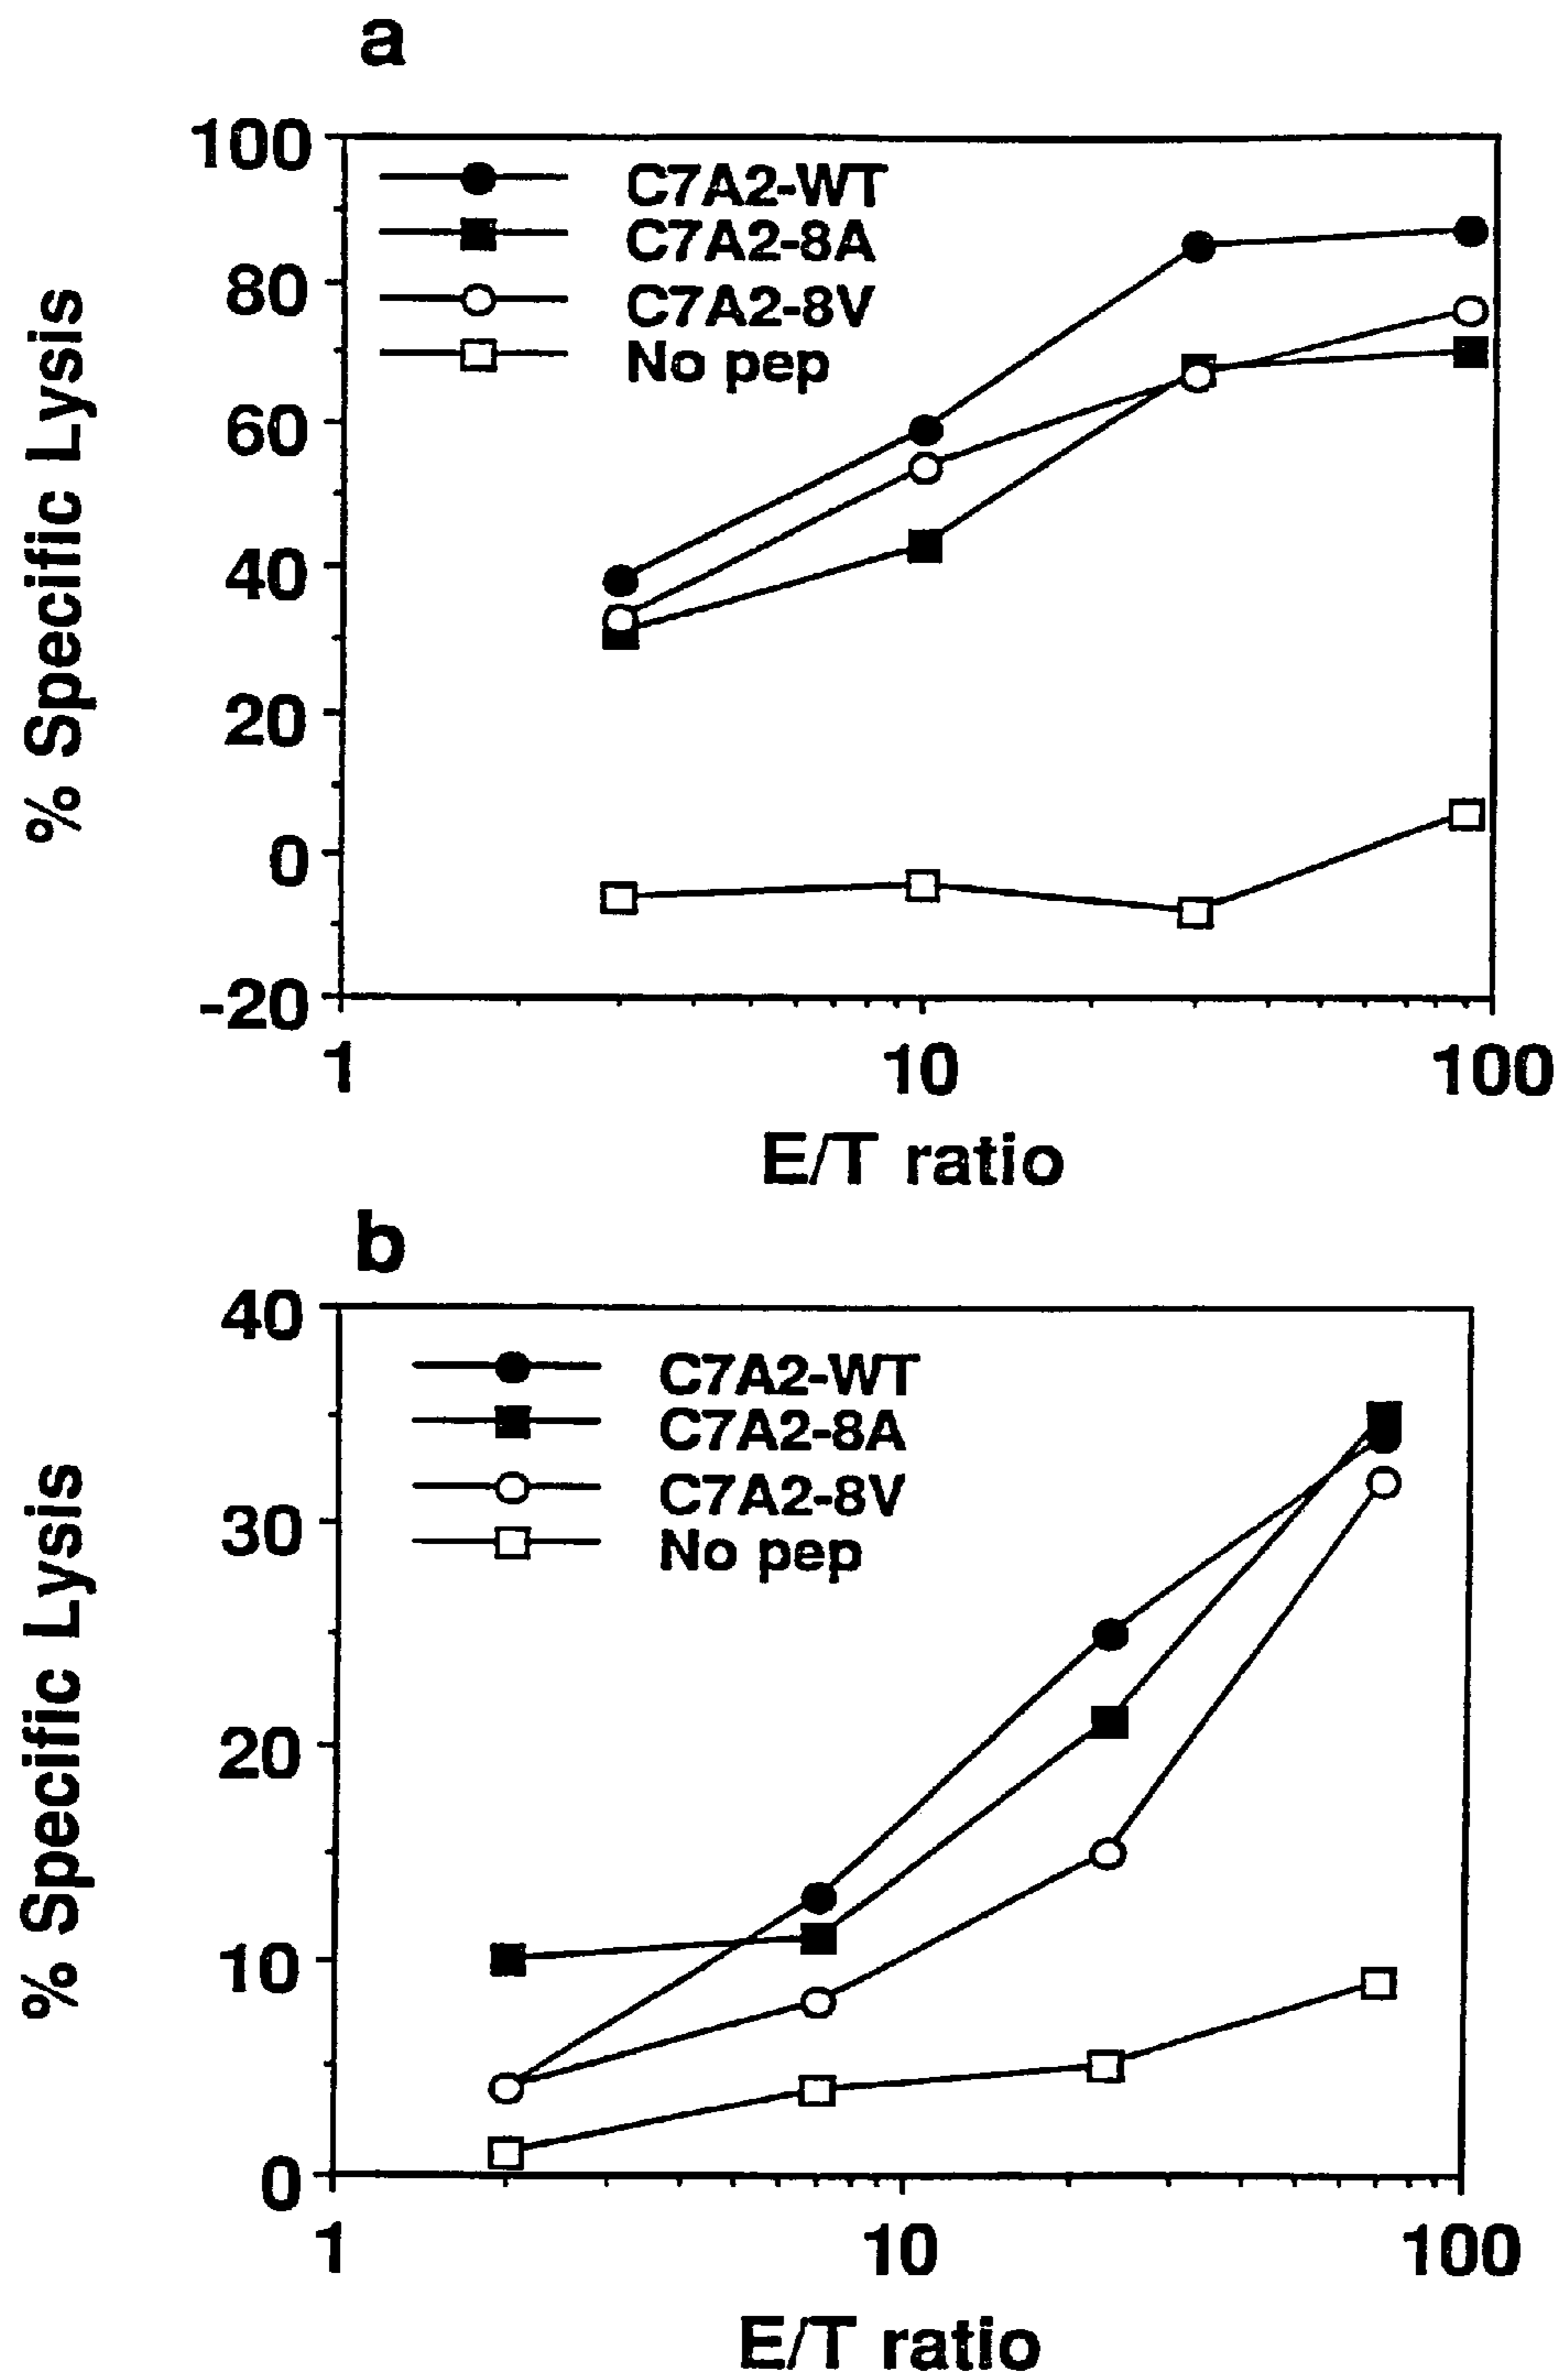 a
100
80
60
40
20
0
-20
% Specific Lysis
C7A2-WT
C7A2-8A
C7A2-8V
No pep
1 10 100
E/T ratio
b
40
30
20
10
0
% Specific Lysis
C7A2-WT
C7A2-8A
C7A2-8V
No pep
1 10 100
E/T ratio